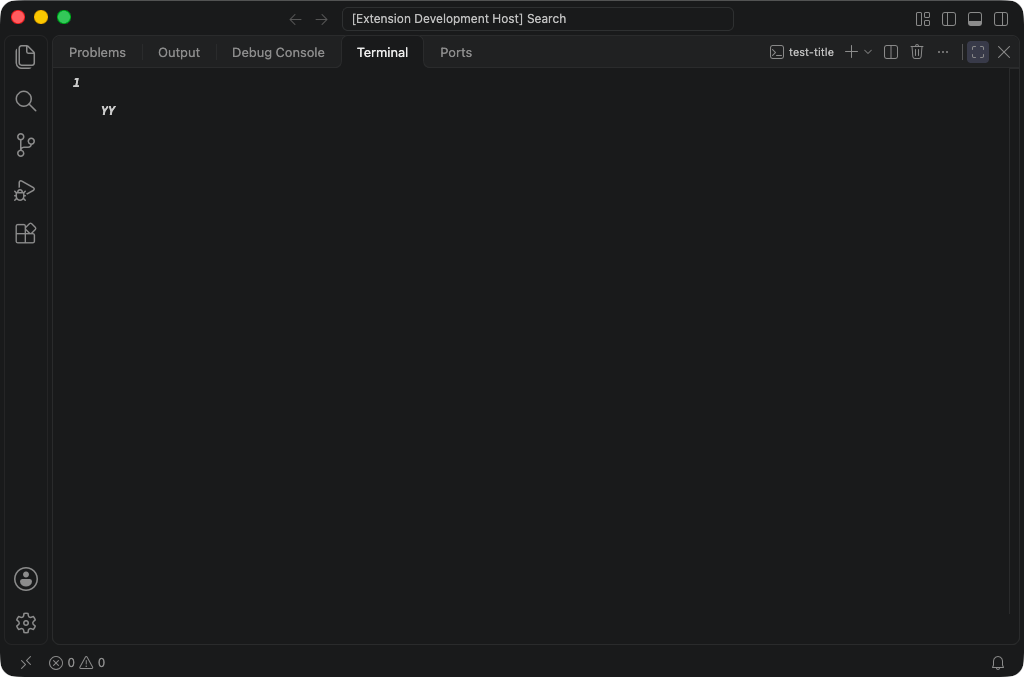 [Extension Development Host] Search
Problems Output Debug Console Terminal Ports test-title
1
YY
0 0